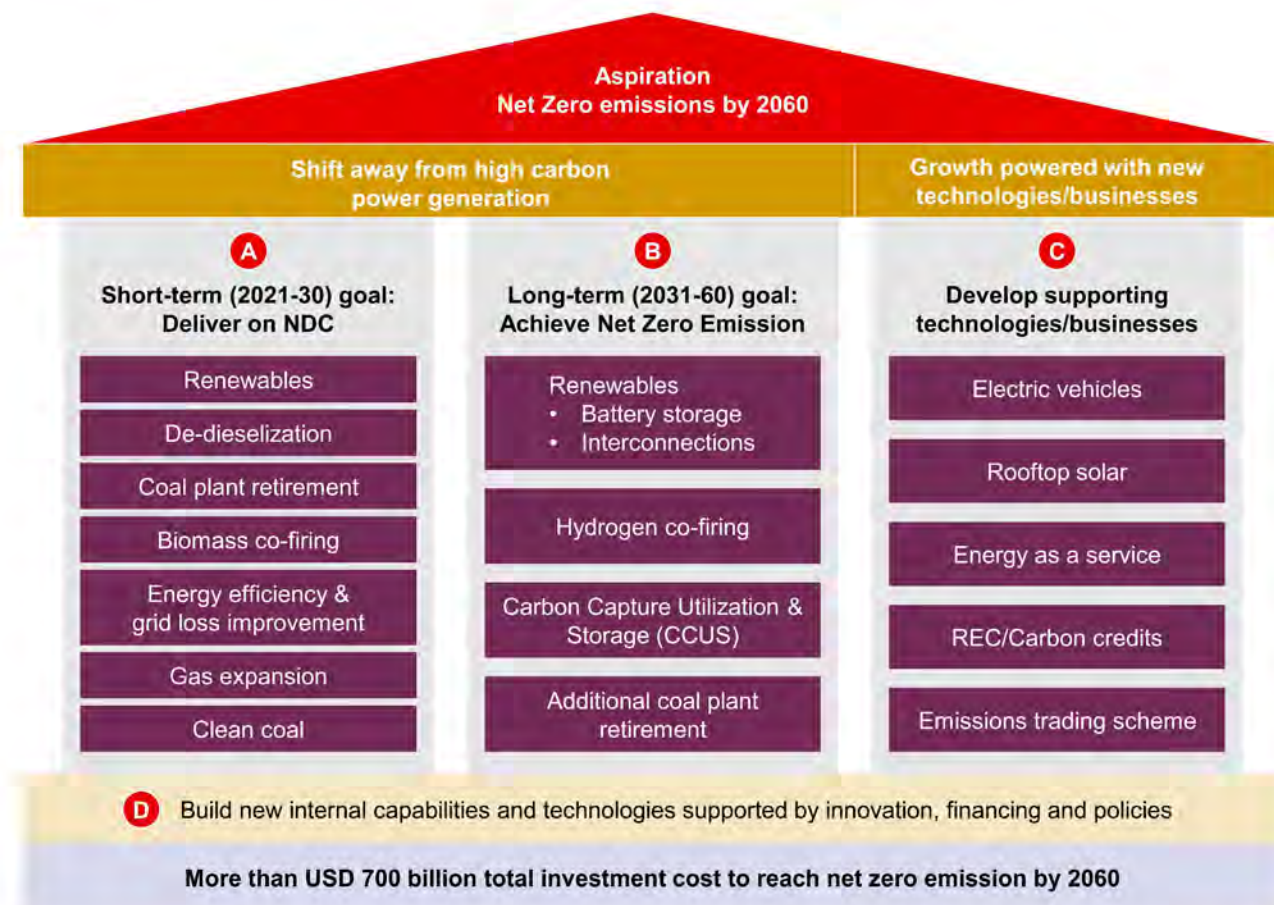 Aspiration
Net Zero emissions by 2060
Shift away from high carbon
power generation
Growth powered with new
technologies/businesses
A
Short-term (2021-30) goal:
Deliver on NDC
Renewables
De-dieselization
Coal plant retirement
Biomass co-firing
Energy efficiency &
grid loss improvement
Gas expansion
Clean coal
B
Long-term (2031-60) goal:
Achieve Net Zero Emission
Renewables
• Battery storage
• Interconnections
Hydrogen co-firing
Carbon Capture Utilization &
Storage (CCUS)
Additional coal plant
retirement
C
Develop supporting
technologies/businesses
Electric vehicles
Rooftop solar
Energy as a service
REC/Carbon credits
Emissions trading scheme
D Build new internal capabilities and technologies supported by innovation, financing and policies
More than USD 700 billion total investment cost to reach net zero emission by 2060